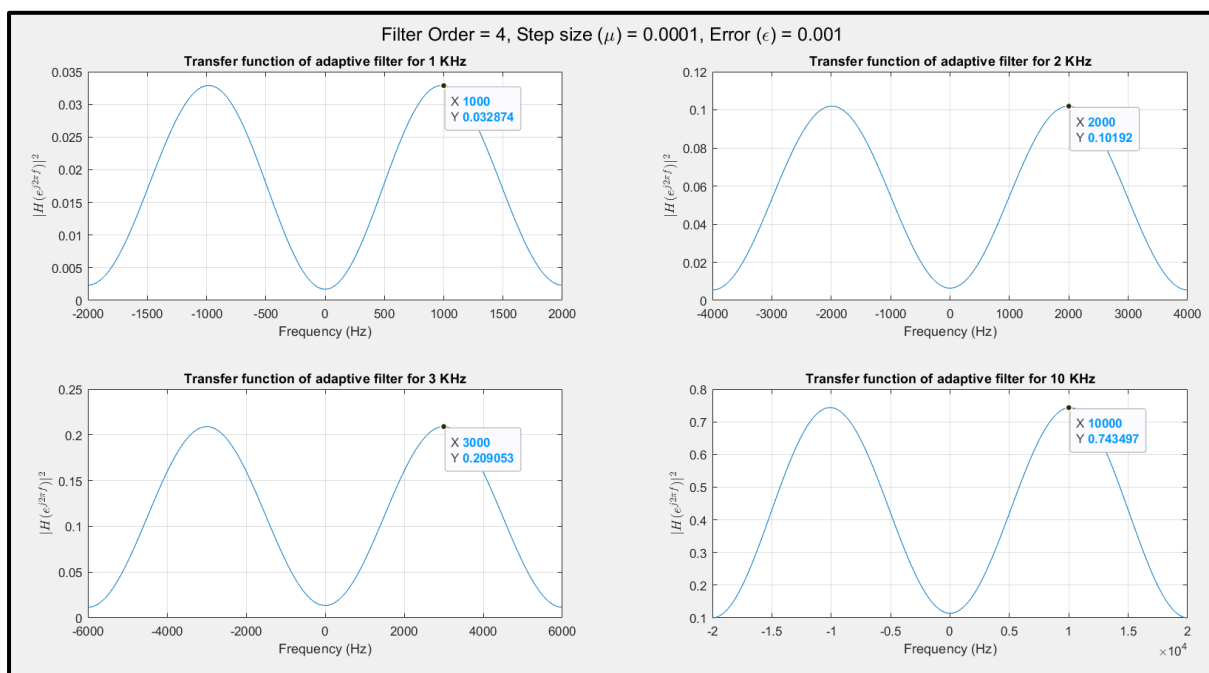 Filter Order = 4, Step size (μ) = 0.0001, Error (ϵ) = 0.001
Transfer function of adaptive filter for 1 KHz
|H(e^{j2πf})|^2
0.035
0.03
0.025
0.02
0.015
0.01
0.005
0
X 1000
Y 0.032874
-2000 -1500 -1000 -500 0 500 1000 1500 2000
Frequency (Hz)
Transfer function of adaptive filter for 2 KHz
|H(e^{j2πf})|^2
0.12
0.1
0.08
0.06
0.04
0.02
0
X 2000
Y 0.10192
-4000 -3000 -2000 -1000 0 1000 2000 3000 4000
Frequency (Hz)
Transfer function of adaptive filter for 3 KHz
|H(e^{j2πf})|^2
0.25
0.2
0.15
0.1
0.05
0
X 3000
Y 0.209053
-6000 -4000 -2000 0 2000 4000 6000
Frequency (Hz)
Transfer function of adaptive filter for 10 KHz
|H(e^{j2πf})|^2
0.8
0.7
0.6
0.5
0.4
0.3
0.2
0.1
X 10000
Y 0.743497
-2 -1.5 -1 -0.5 0 0.5 1 1.5 2
Frequency (Hz)
×10^4